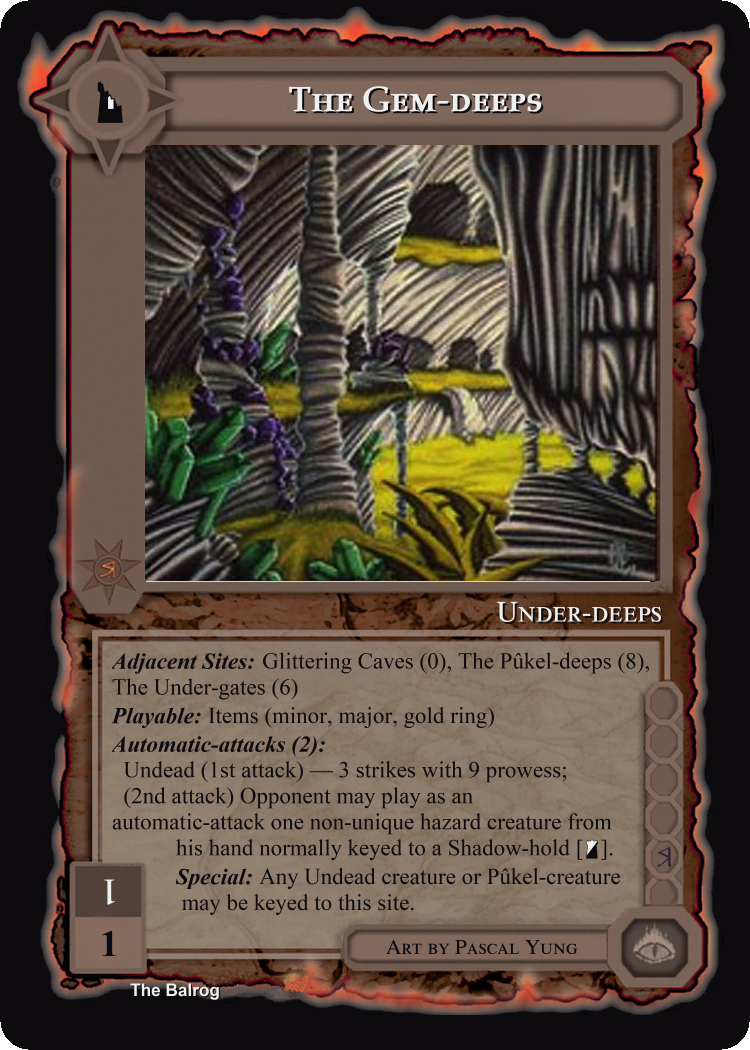 The Gem-deeps
Under-deeps
Adjacent Sites: Glittering Caves (0), The Pûkel-deeps (8),
The Under-gates (6)
Playable: Items (minor, major, gold ring)
Automatic-attacks (2):
Undead (1st attack) — 3 strikes with 9 prowess;
(2nd attack) Opponent may play as an
automatic-attack one non-unique hazard creature from
his hand normally keyed to a Shadow-hold [ ].
Special: Any Undead creature or Pûkel-creature
may be keyed to this site.
1
1
Art by Pascal Yung
The Balrog